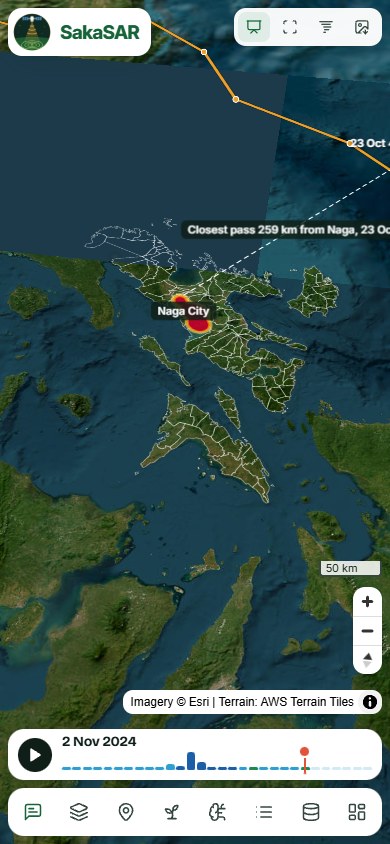 SakaSAR
23 Oct
Closest pass 259 km from Naga, 23 Oc
Naga City
50 km
Imagery © Esri | Terrain: AWS Terrain Tiles
2 Nov 2024